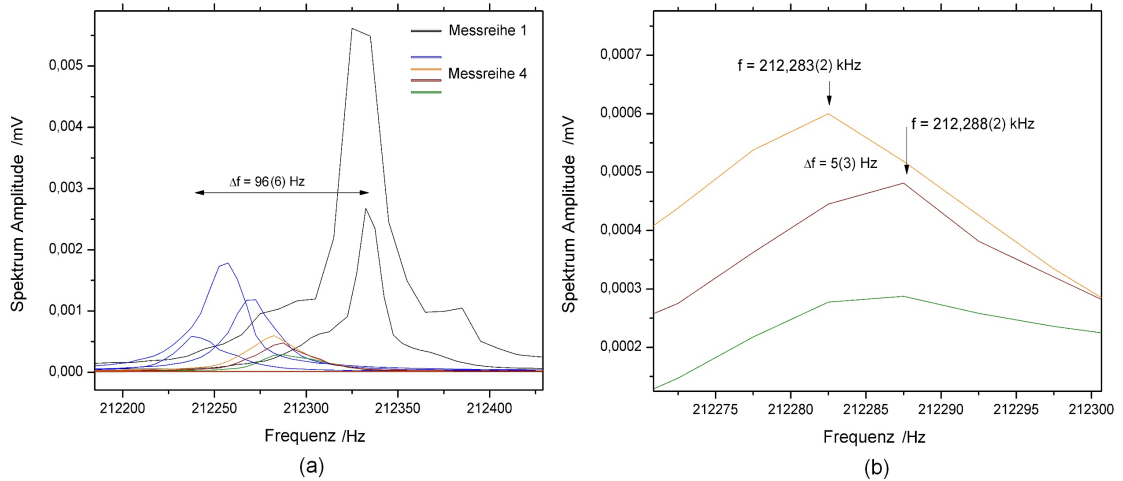 Spektrum Amplitude /mV
0,005
0,004
0,003
0,002
0,001
0,000
Messreihe 1
Messreihe 4
Δf = 96(6) Hz
212200
212250
212300
212350
212400
Frequenz /Hz
(a)
Spektrum Amplitude /mV
0,0007
0,0006
0,0005
0,0004
0,0003
0,0002
f = 212,283(2) kHz
f = 212,288(2) kHz
Δf = 5(3) Hz
212275
212280
212285
212290
212295
212300
Frequenz /Hz
(b)